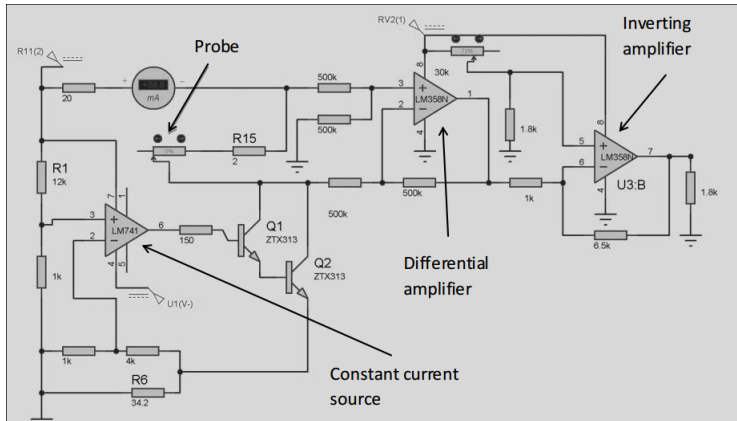 Inverting
amplifier
RV2(1)
R11(2)
Probe
+
-
mA
20
500k
500k
30k
8
3
+
LM358N
1
2
−
4
R15
2
1.8k
8
5
+
LM358N
7
6
−
4
U3:B
1.8k
R1
12k
500k
500k
1k
6.5k
7
1
3
+
LM741
6
2
−
4
5
150
Q1
ZTX313
Q2
ZTX313
Differential
amplifier
1k
U1(V-)
1k
4k
R6
34.2
Constant current
source